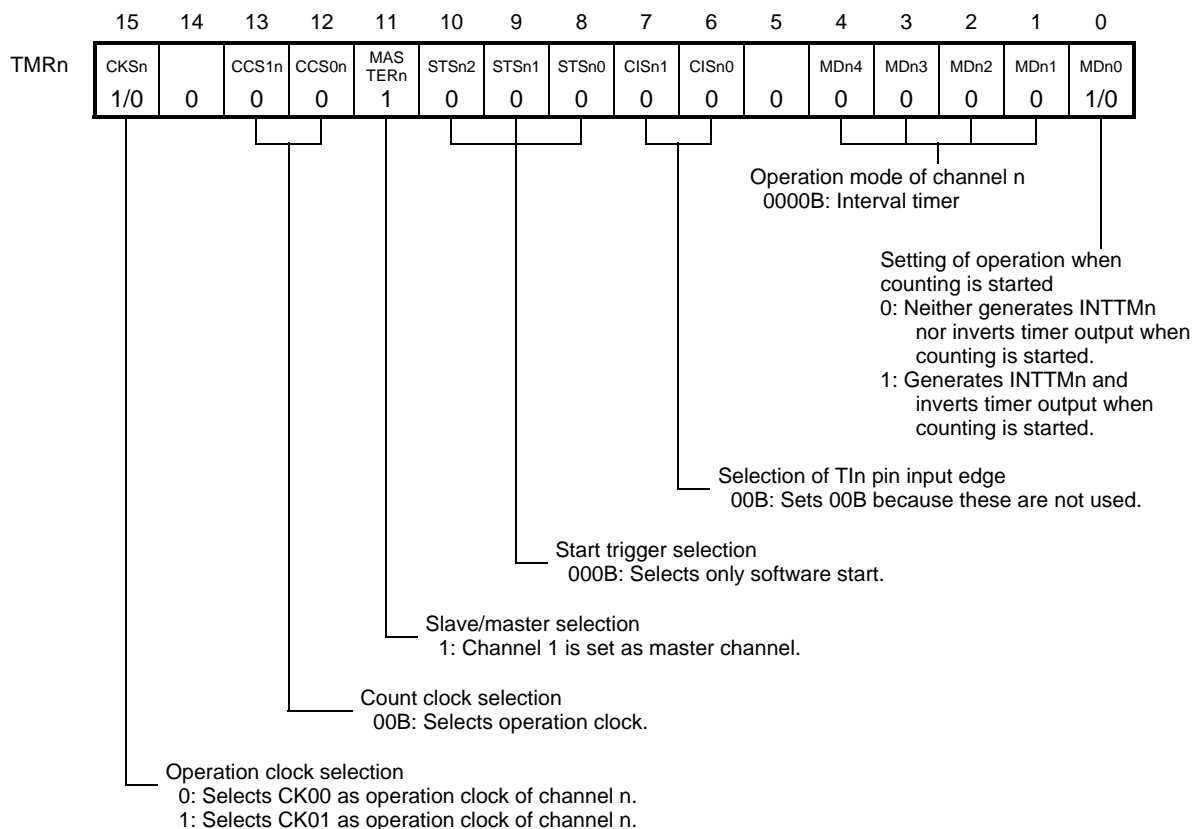 15 14 13 12 11 10 9 8 7 6 5 4 3 2 1 0
TMRn CKSn CCS1n CCS0n MAS TERn STSn2 STSn1 STSn0 CISn1 CISn0 MDn4 MDn3 MDn2 MDn1 MDn0
1/0 0 0 0 1 0 0 0 0 0 0 0 0 0 0 1/0
Operation mode of channel n
0000B: Interval timer
Setting of operation when
counting is started
0: Neither generates INTTMn
nor inverts timer output when
counting is started.
1: Generates INTTMn and
inverts timer output when
counting is started.
Selection of TIn pin input edge
00B: Sets 00B because these are not used.
Start trigger selection
000B: Selects only software start.
Slave/master selection
1: Channel 1 is set as master channel.
Count clock selection
00B: Selects operation clock.
Operation clock selection
0: Selects CK00 as operation clock of channel n.
1: Selects CK01 as operation clock of channel n.